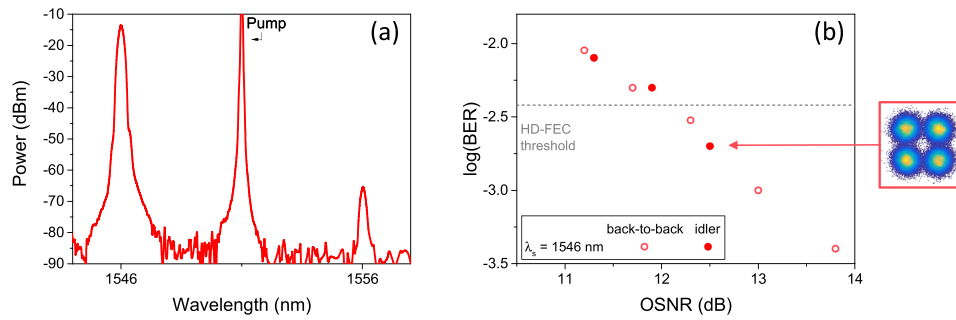 -10
-20
-30
-40
-50
-60
-70
-80
-90
Power (dBm)
1546
1556
Wavelength (nm)
Pump
(a)
-2.0
-2.5
-3.0
-3.5
log(BER)
11
12
13
14
OSNR (dB)
(b)
HD-FEC
threshold
back-to-back idler
λs = 1546 nm